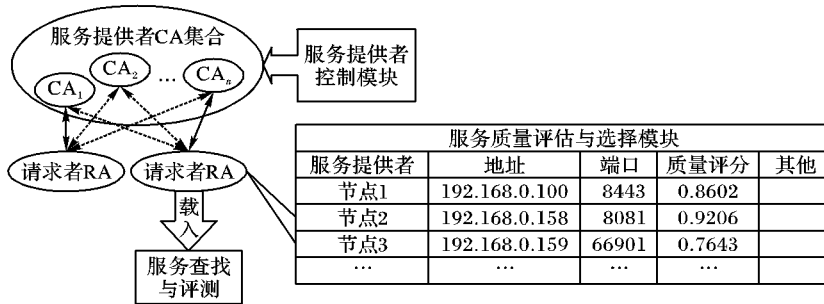 服务提供者CA集合
CA1 CA2 … CAn
服务提供者
控制模块
请求者RA 请求者RA
载
入
服务查找
与评测
服务质量评估与选择模块
服务提供者 地址 端口 质量评分 其他
节点1 192.168.0.100 8443 0.8602
节点2 192.168.0.158 8081 0.9206
节点3 192.168.0.159 66901 0.7643
… … … …